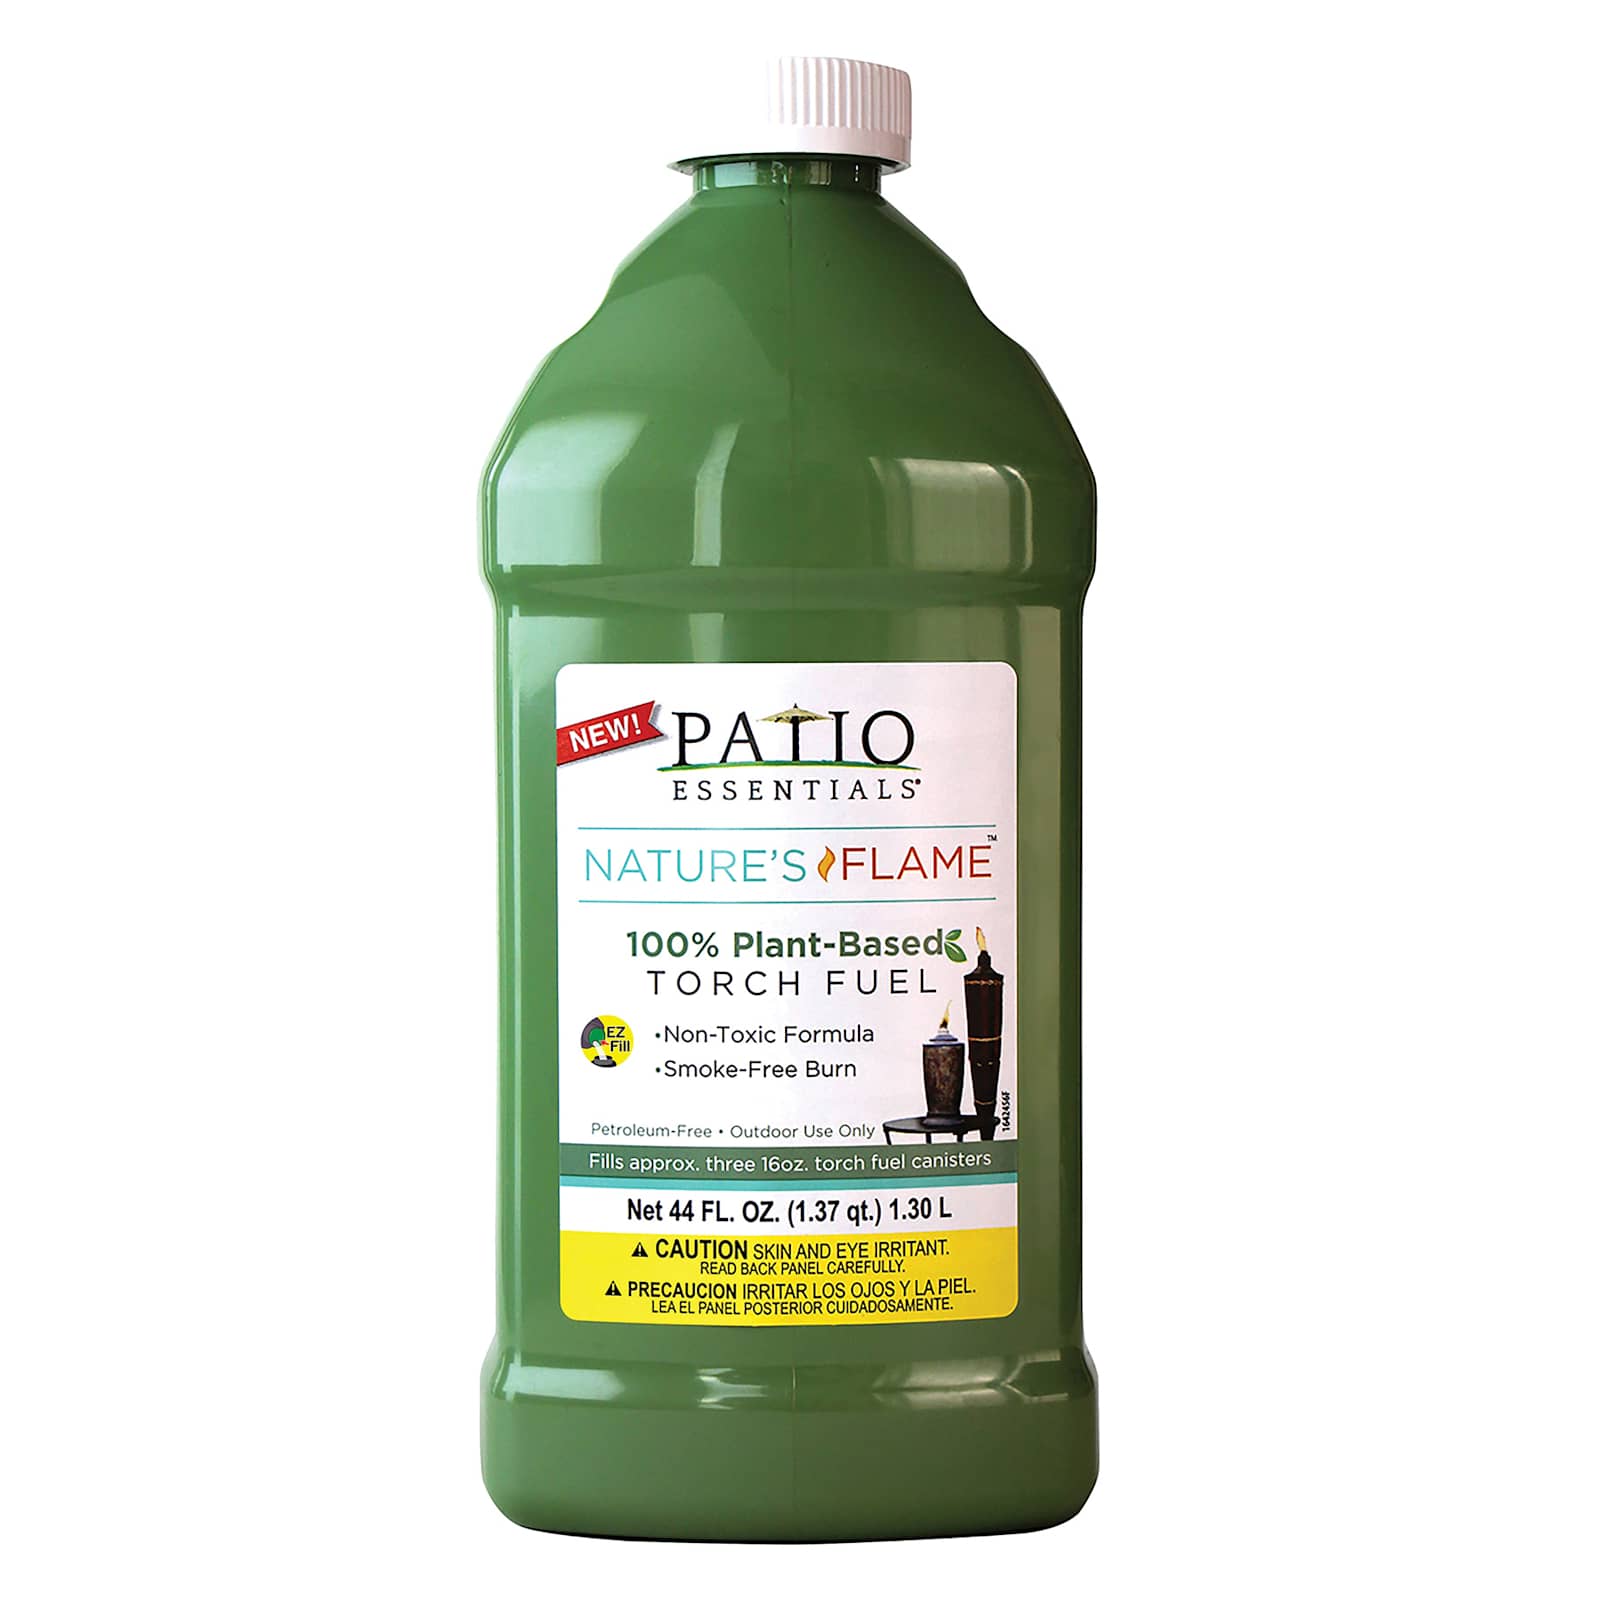 NEW!
PATIO
ESSENTIALS®
NATURE'S FLAME™
100% Plant-Based
TORCH FUEL
EZ
Fill
•Non-Toxic Formula
•Smoke-Free Burn
1642456F
Petroleum-Free • Outdoor Use Only
Fills approx. three 16oz. torch fuel canisters
Net 44 FL. OZ. (1.37 qt.) 1.30 L
⚠ CAUTION SKIN AND EYE IRRITANT.
READ BACK PANEL CAREFULLY.
⚠ PRECAUCION IRRITAR LOS OJOS Y LA PIEL.
LEA EL PANEL POSTERIOR CUIDADOSAMENTE.